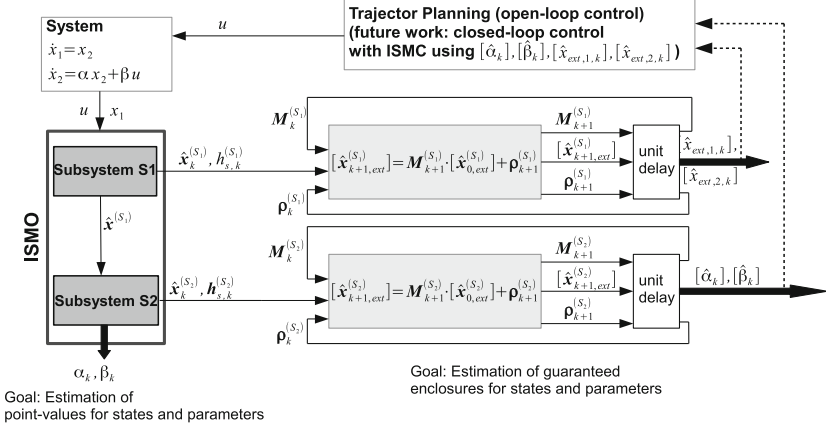 System
ẋ₁=x₂
ẋ₂=α x₂+β u
u
Trajector Planning (open-loop control)
(future work: closed-loop control
with ISMC using [α̂ₖ],[β̂ₖ],[x̂ₑₓₜ,₁,ₖ],[x̂ₑₓₜ,₂,ₖ] )
u x₁
ISMO
Subsystem S1
x̂ₖ^(S₁), hₛ,ₖ^(S₁)
x̂^(S₁)
Subsystem S2
x̂ₖ^(S₂), hₛ,ₖ^(S₂)
αₖ, βₖ
Goal: Estimation of
point-values for states and parameters
Mₖ^(S₁)
[x̂ₖ₊₁,ₑₓₜ^(S₁)]=Mₖ₊₁^(S₁)·[x̂₀,ₑₓₜ^(S₁)]+ρₖ₊₁^(S₁)
ρₖ^(S₁)
Mₖ₊₁^(S₁)
[x̂ₖ₊₁,ₑₓₜ^(S₁)]
ρₖ₊₁^(S₁)
unit
delay
[x̂ₑₓₜ,₁,ₖ],
[x̂ₑₓₜ,₂,ₖ]
Mₖ^(S₂)
[x̂ₖ₊₁,ₑₓₜ^(S₂)]=Mₖ₊₁^(S₂)·[x̂₀,ₑₓₜ^(S₂)]+ρₖ₊₁^(S₂)
ρₖ^(S₂)
Mₖ₊₁^(S₂)
[x̂ₖ₊₁,ₑₓₜ^(S₂)]
ρₖ₊₁^(S₂)
unit
delay
[α̂ₖ],[β̂ₖ]
Goal: Estimation of guaranteed
enclosures for states and parameters